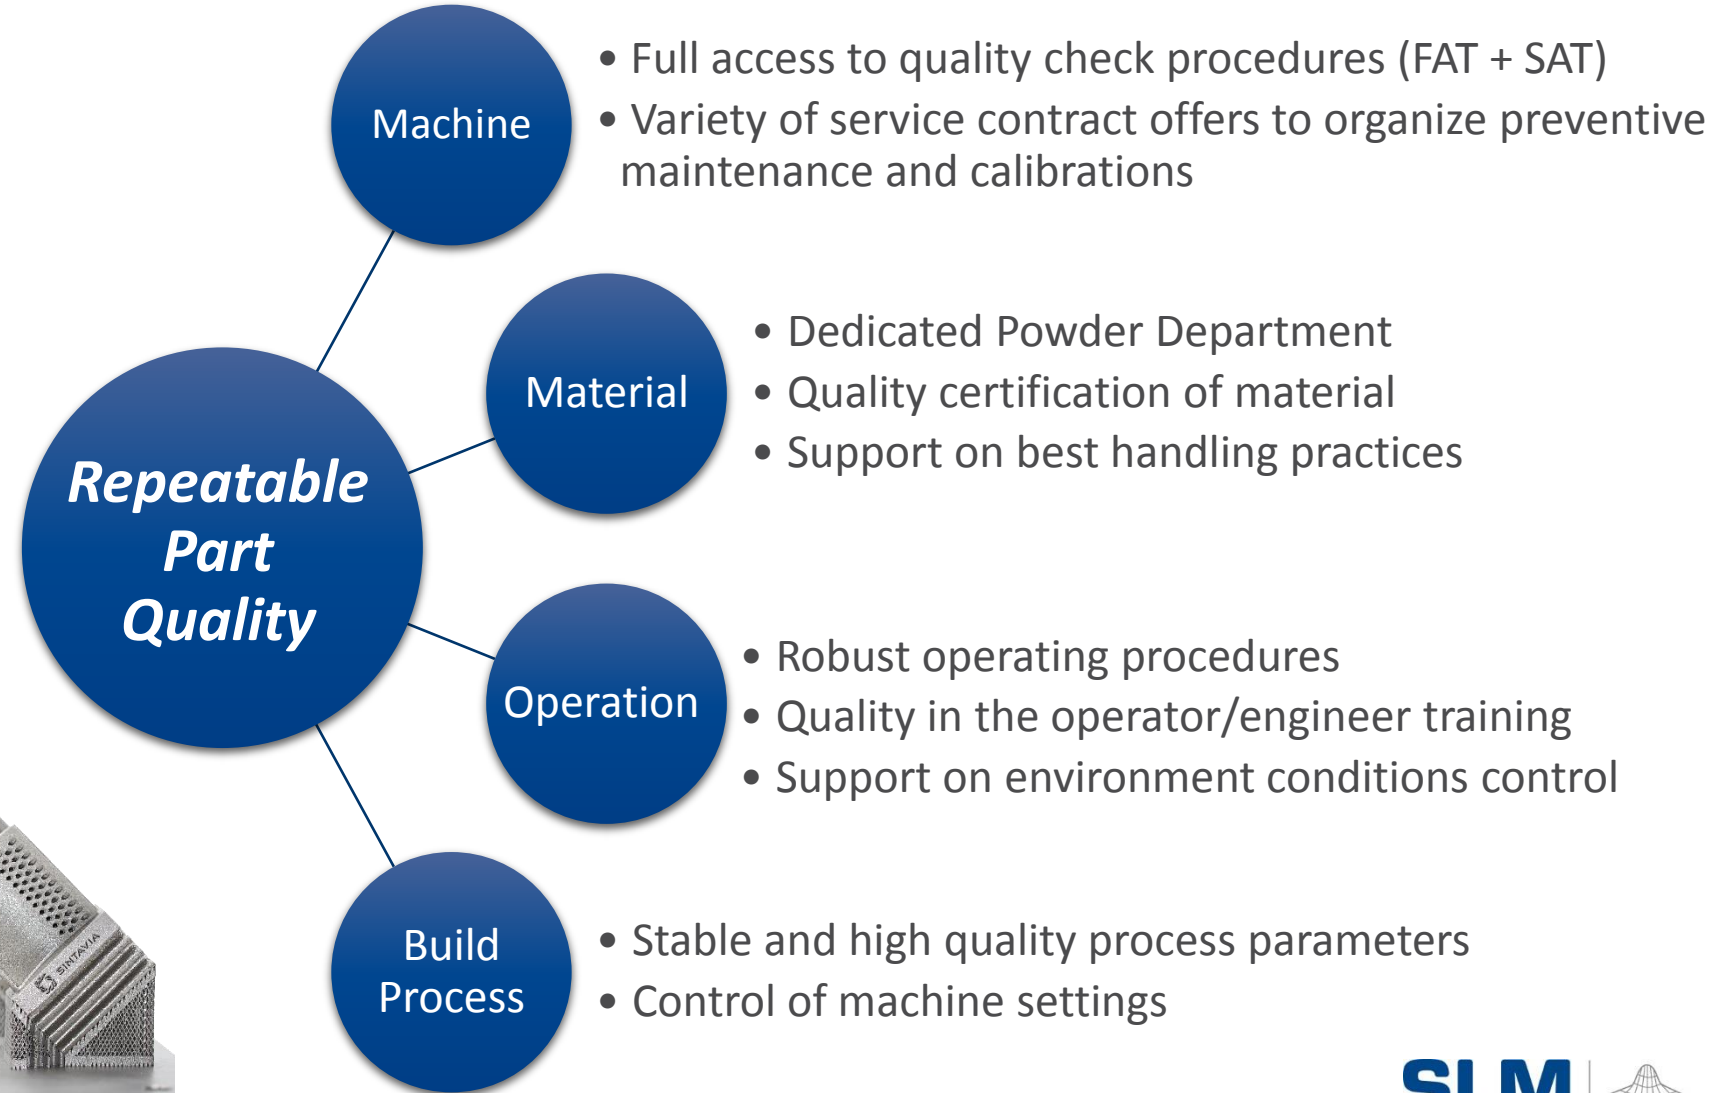 Machine
• Full access to quality check procedures (FAT + SAT)
• Variety of service contract offers to organize preventive
maintenance and calibrations
Material
• Dedicated Powder Department
• Quality certification of material
• Support on best handling practices
Repeatable
Part
Quality
Operation
• Robust operating procedures
• Quality in the operator/engineer training
• Support on environment conditions control
Build
Process
• Stable and high quality process parameters
• Control of machine settings
SINTAVIA
SLM